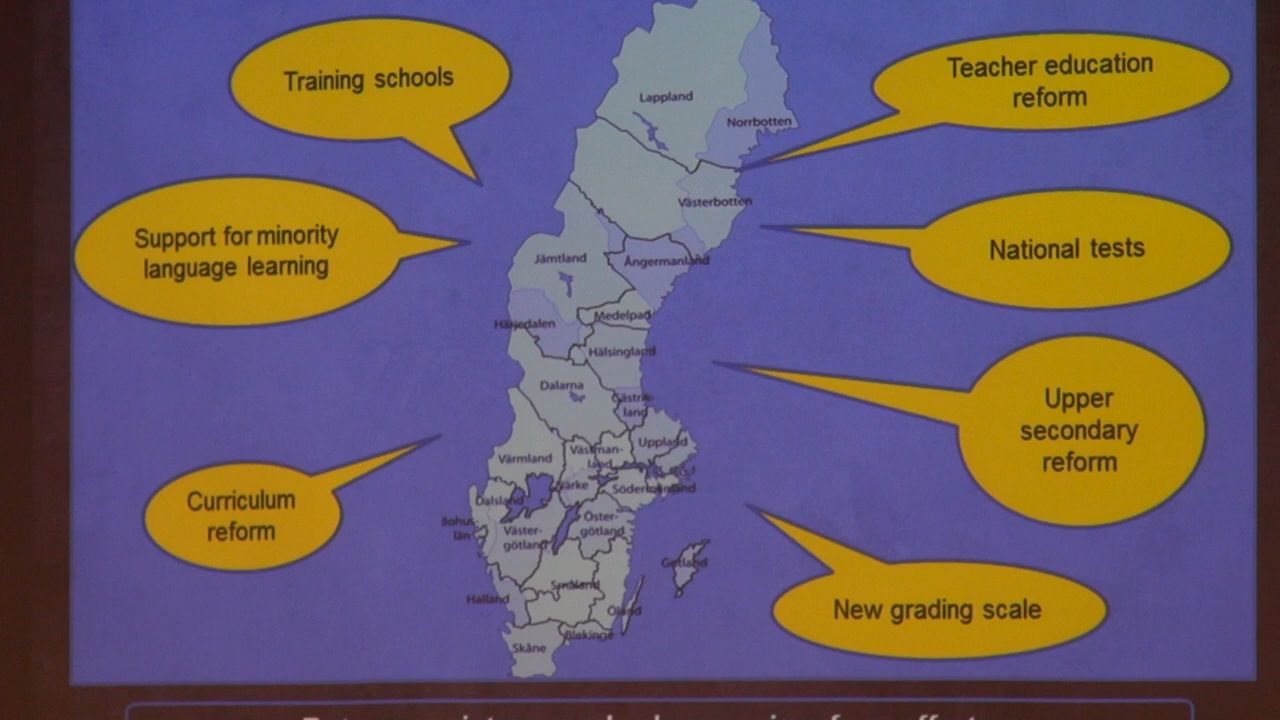 Training schools
Teacher education
reform
Support for minority
language learning
National tests
Upper
secondary
reform
Curriculum
reform
New grading scale
Lappland
Norrbotten
Västerbotten
Jämtland
Ångermanland
Härjedalen
Medelpad
Hälsingland
Dalarna
Gästrik-
land
Uppland
Västman-
land
Värmland
Närke
Södermanland
Dalsland
Bohus
län
Väster-
götland
Öster-
götland
Gotland
Småland
Halland
Öland
Blekinge
Skåne